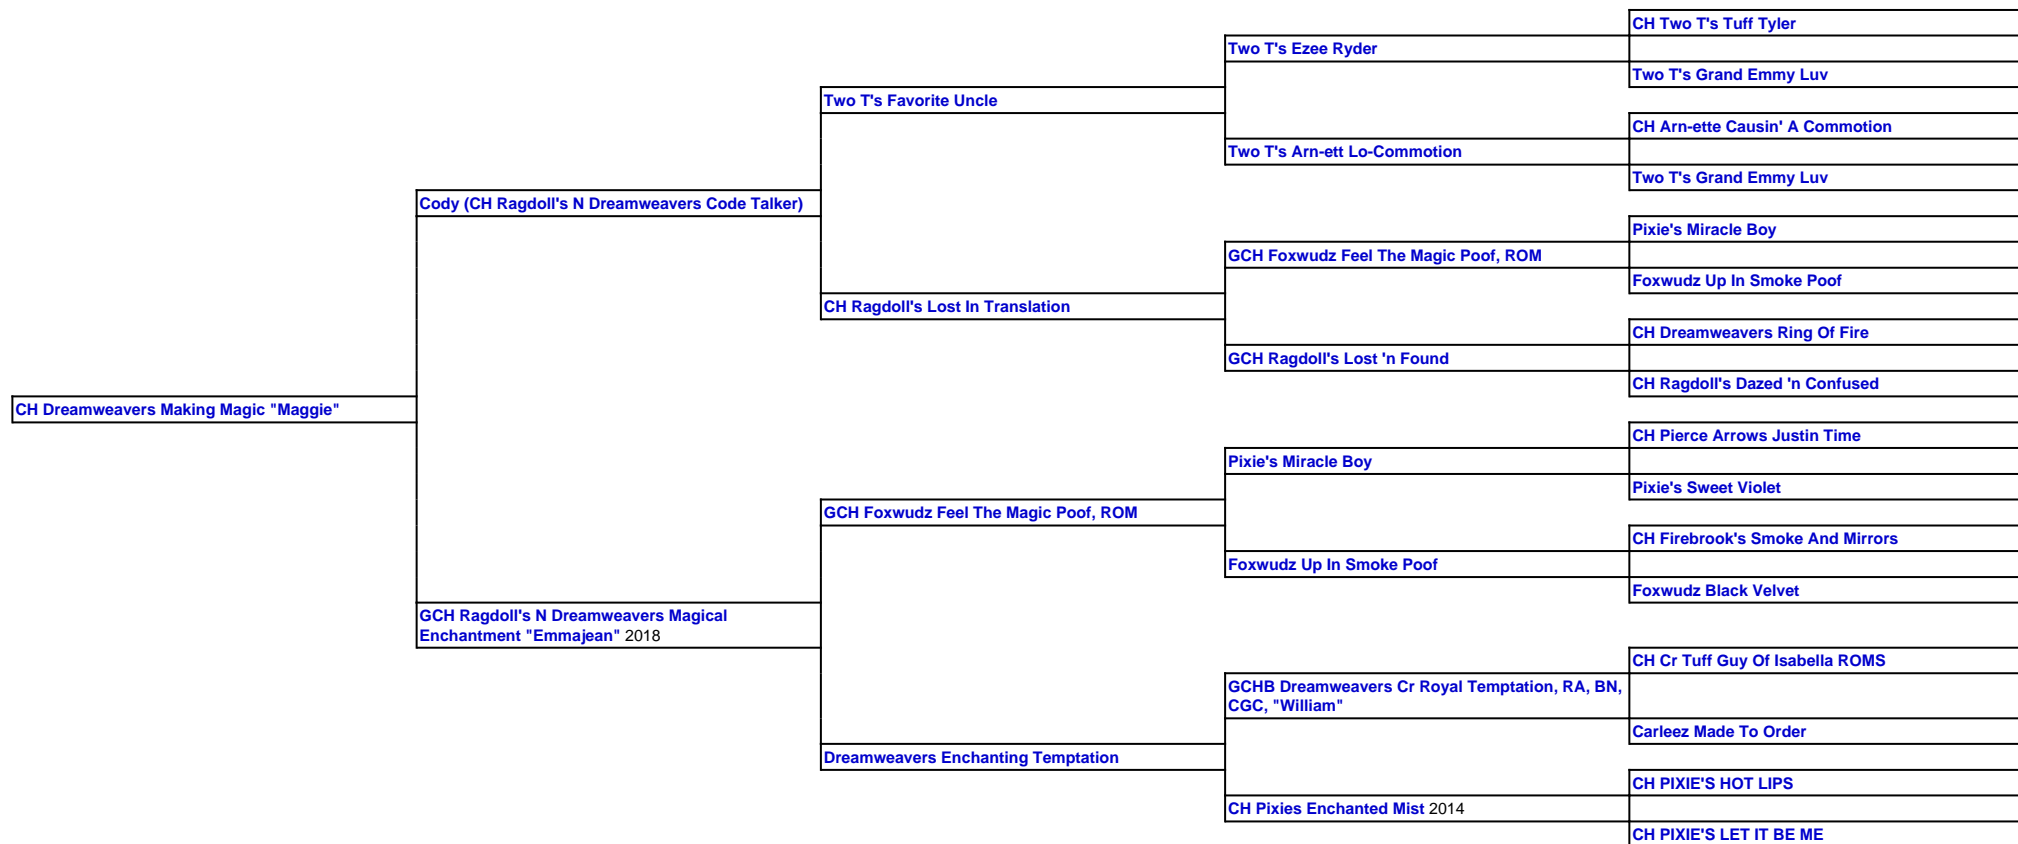 CH Two T's Tuff Tyler
Two T's Ezee Ryder
Two T's Grand Emmy Luv
Two T's Favorite Uncle
CH Arn-ette Causin' A Commotion
Two T's Arn-ett Lo-Commotion
Two T's Grand Emmy Luv
Cody (CH Ragdoll's N Dreamweavers Code Talker)
Pixie's Miracle Boy
GCH Foxwudz Feel The Magic Poof, ROM
Foxwudz Up In Smoke Poof
CH Ragdoll's Lost In Translation
CH Dreamweavers Ring Of Fire
GCH Ragdoll's Lost 'n Found
CH Ragdoll's Dazed 'n Confused
CH Dreamweavers Making Magic "Maggie"
CH Pierce Arrows Justin Time
Pixie's Miracle Boy
Pixie's Sweet Violet
GCH Foxwudz Feel The Magic Poof, ROM
CH Firebrook's Smoke And Mirrors
Foxwudz Up In Smoke Poof
Foxwudz Black Velvet
GCH Ragdoll's N Dreamweavers Magical
Enchantment "Emmajean" 2018
CH Cr Tuff Guy Of Isabella ROMS
GCHB Dreamweavers Cr Royal Temptation, RA, BN,
CGC, "William"
Carleez Made To Order
Dreamweavers Enchanting Temptation
CH PIXIE'S HOT LIPS
CH Pixies Enchanted Mist 2014
CH PIXIE'S LET IT BE ME